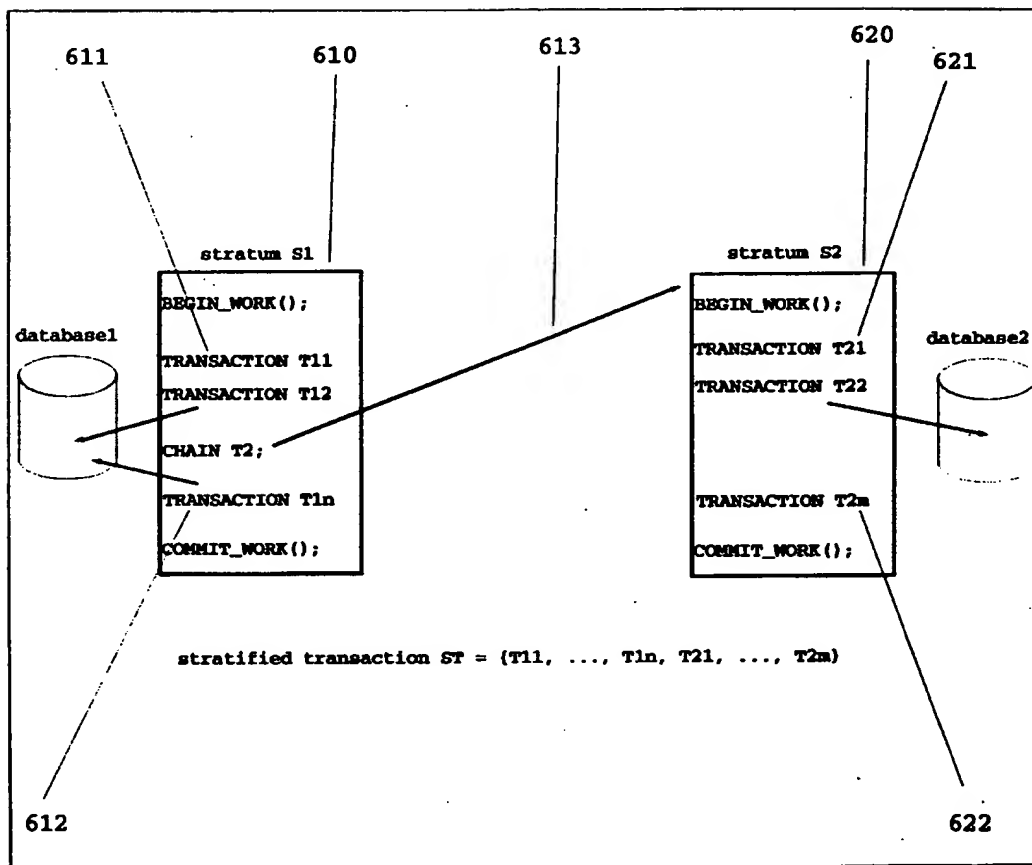 611
610
613
620
621
stratum S1
stratum S2
database1
BEGIN_WORK();
TRANSACTION T11
TRANSACTION T12
CHAIN T2;
TRANSACTION T1n
COMMIT_WORK();
BEGIN_WORK();
TRANSACTION T21
TRANSACTION T22
TRANSACTION T2m
COMMIT_WORK();
database2
stratified transaction ST = {T11, ..., T1n, T21, ..., T2m}
612
622